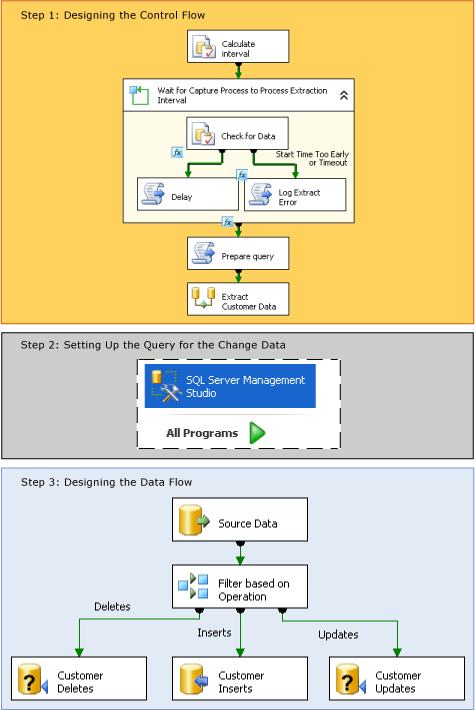 Step 1: Designing the Control Flow
Calculate
interval
Wait for Capture Process to Process Extraction
Interval
Check for Data
fx
Start Time Too Early
or Timeout
fx
Delay
Log Extract
Error
fx
Prepare query
Extract
Customer Data
Step 2: Setting Up the Query for the Change Data
SQL Server Management
Studio
All Programs
Step 3: Designing the Data Flow
Source Data
Filter based on
Operation
Deletes
Inserts
Updates
?
Customer
Deletes
Customer
Inserts
?
Customer
Updates